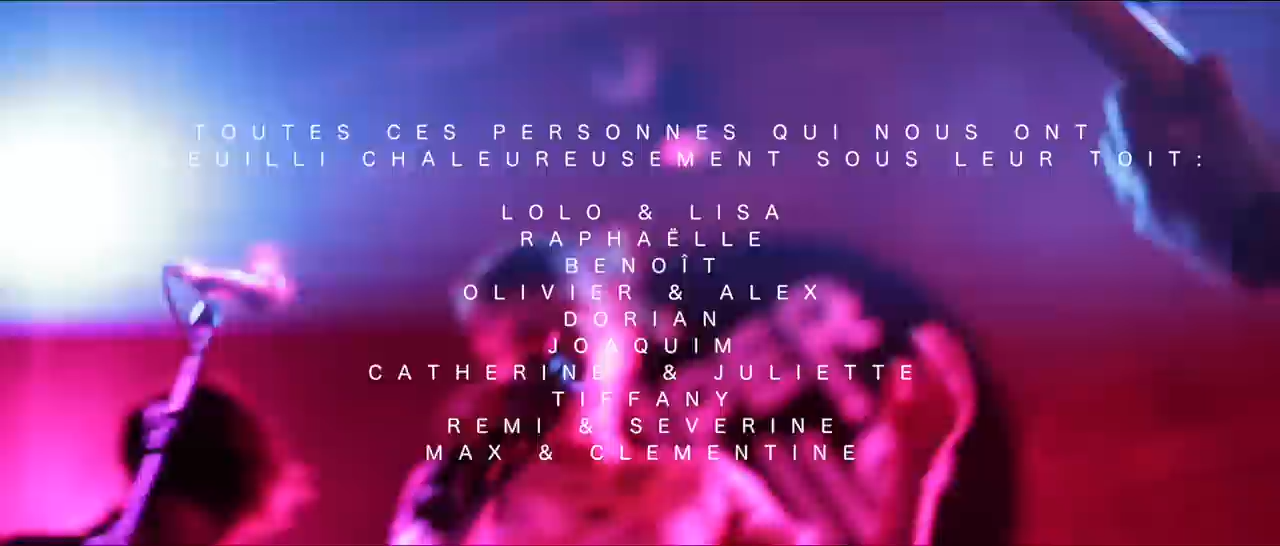 TOUTES CES PERSONNES QUI NOUS ONT
EUILLI CHALEUREUSEMENT SOUS LEUR TOIT:
LOLO & LISA
RAPHAËLLE
BENOÎT
OLIVIER & ALEX
DORIAN
JOAQUIM
CATHERINE & JULIETTE
TIFFANY
REMI & SEVERINE
MAX & CLEMENTINE